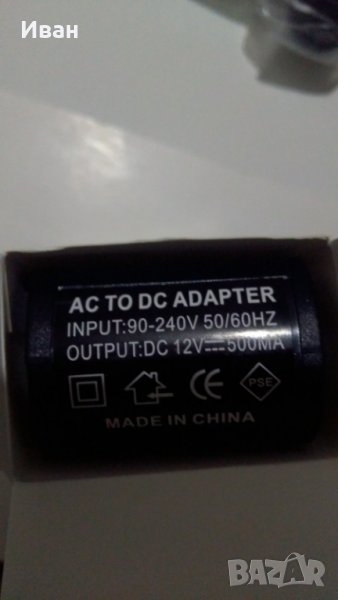 Иван
AC TO DC ADAPTER
INPUT:90-240V 50/60HZ
OUTPUT:DC 12V⎓500MA
CE PSE
MADE IN CHINA
BAZAR